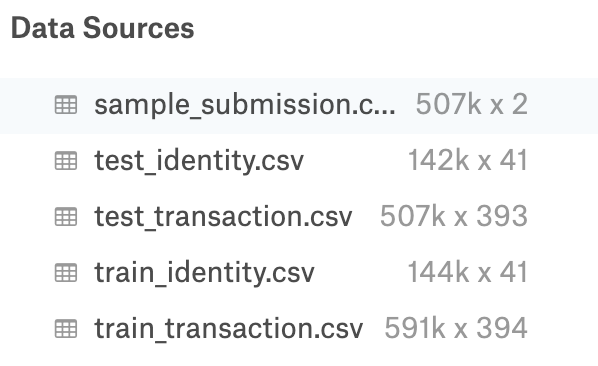 Data Sources
sample_submission.c... 507k x 2
test_identity.csv 142k x 41
test_transaction.csv 507k x 393
train_identity.csv 144k x 41
train_transaction.csv 591k x 394